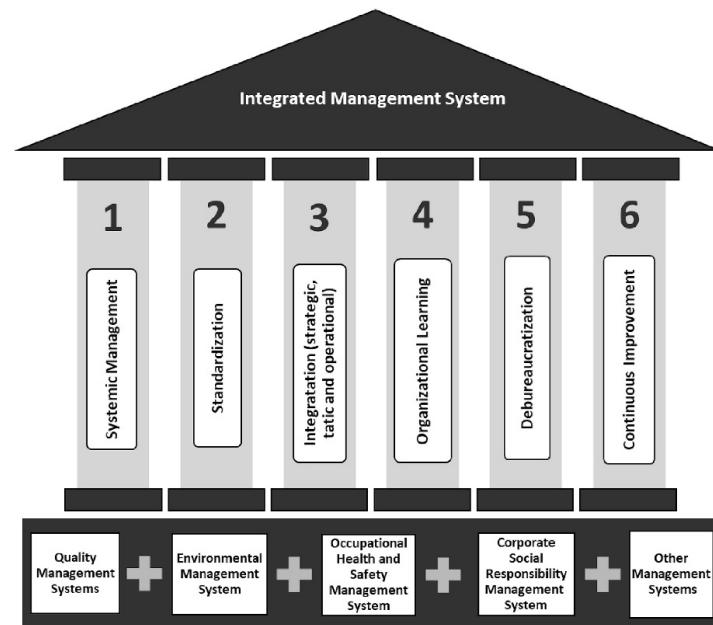 Integrated Management System
1
2
3
4
5
6
Systemic Management
Standardization
Integratation (strategic,
tatic and operational)
Organizational Learning
Debureaucratization
Continuous Improvement
Quality
Management
Systems
Environmental
Management
System
Occupational
Health and
Safety
Management
System
Corporate
Social
Responsibility
Management
System
Other
Management
Systems